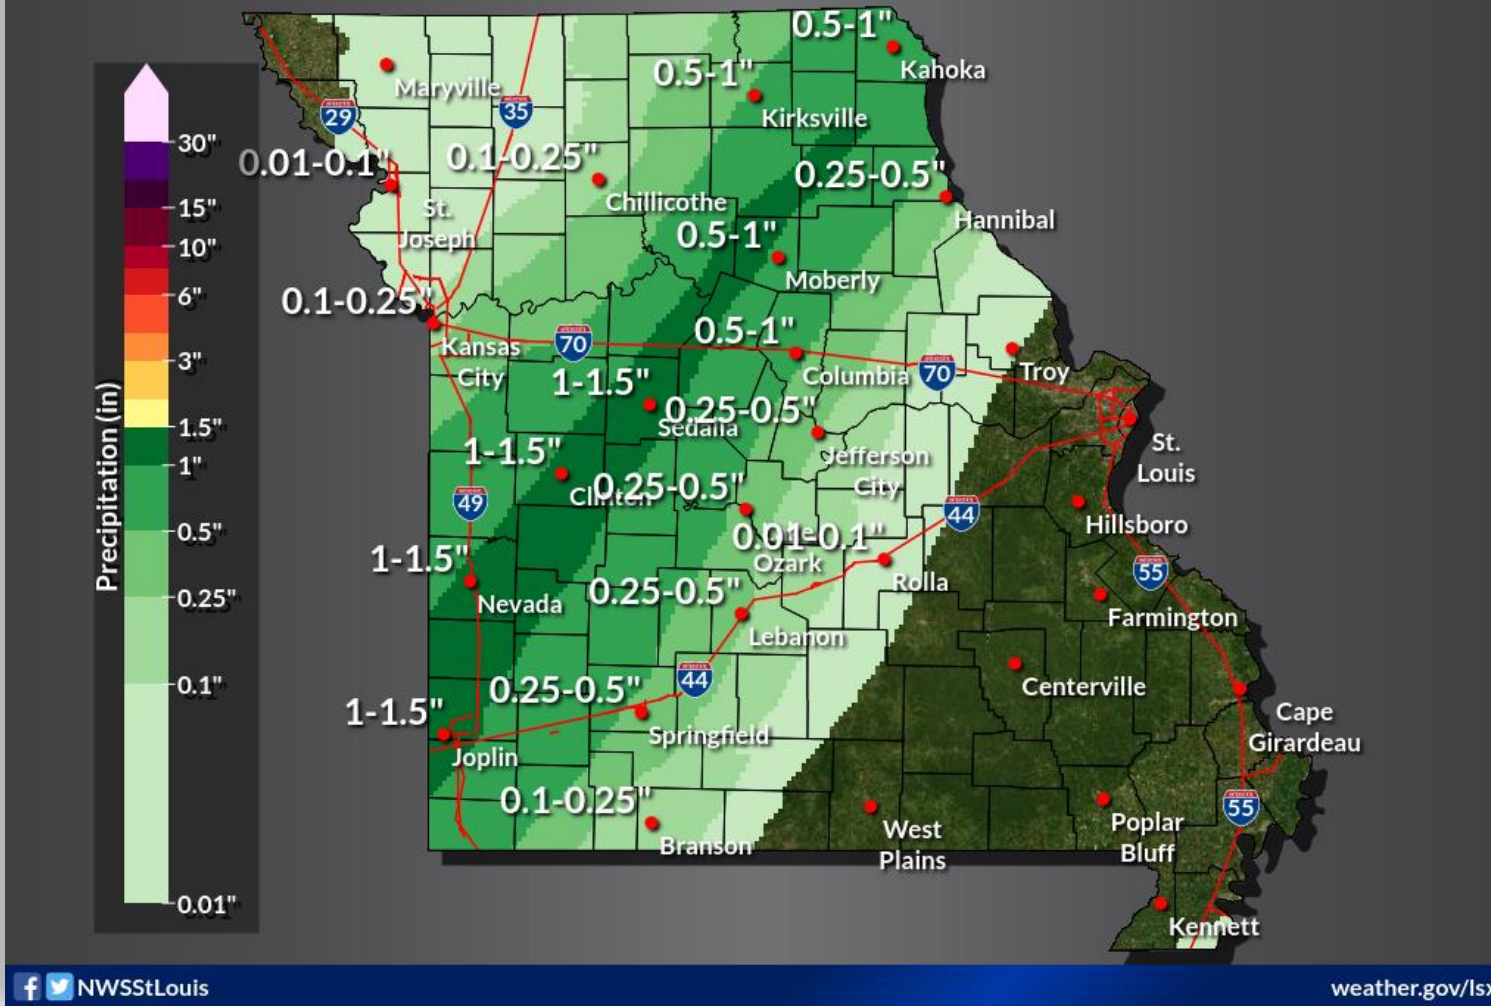 0.5-1"
Kahoka
0.5-1"
Kirksville
Maryville
29
35
30"
0.01-0.1"
0.1-0.25"
Chillicothe
0.25-0.5"
Hannibal
15"
St.
Joseph
10"
0.5-1"
Moberly
6"
0.1-0.25"
Kansas
City
70
0.5-1"
Columbia
70
Troy
3"
1-1.5"
Sedalia
0.25-0.5"
Jefferson
City
St.
Louis
1.5"
1"
1-1.5"
Clinton
0.25-0.5"
49
44
Hillsboro
0.5"
Precipitation (in)
0.01-0.1"
Ozark
Rolla
1-1.5"
Nevada
55
Farmington
0.25"
0.25-0.5"
Lebanon
0.1"
44
Centerville
0.25-0.5"
Springfield
1-1.5"
Joplin
Cape
Girardeau
0.1-0.25"
Branson
West
Plains
Poplar
Bluff
55
0.01"
Kennett
NWSStLouis
weather.gov/lsx